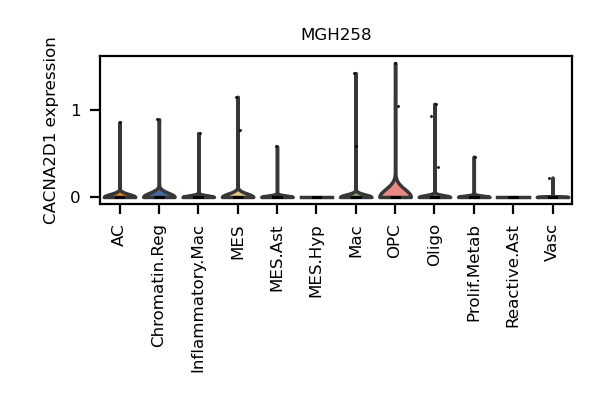 MGH258
CACNA2D1 expression
1
0
AC
Chromatin.Reg
Inflammatory.Mac
MES
MES.Ast
MES.Hyp
Mac
OPC
Oligo
Prolif.Metab
Reactive.Ast
Vasc